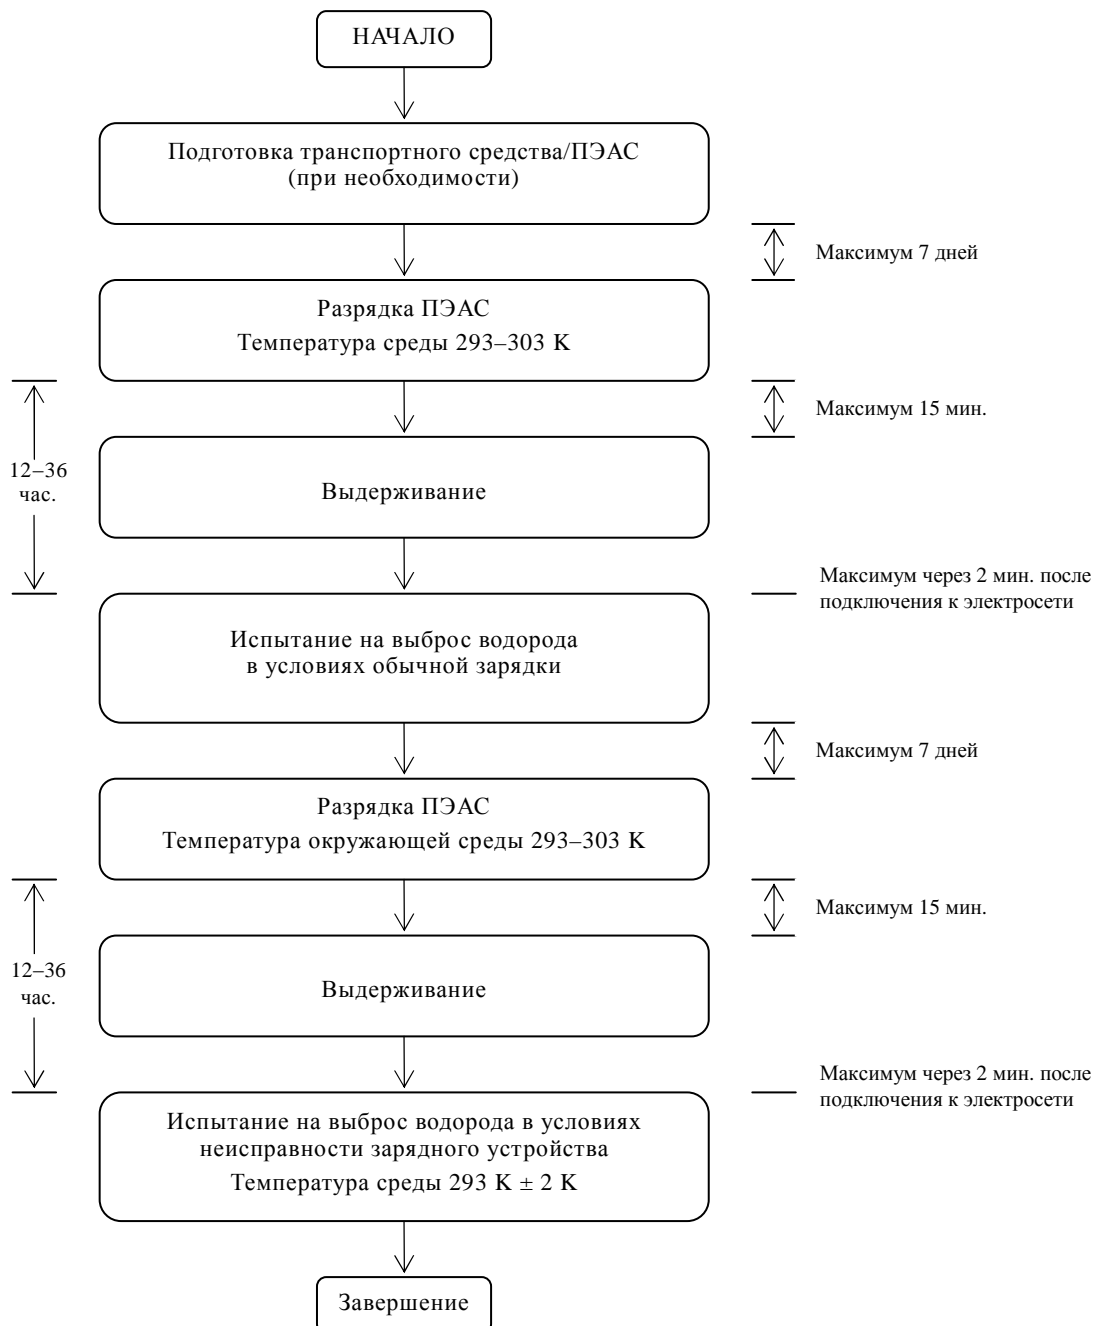 НАЧАЛО
Подготовка транспортного средства/ПЭАС
(при необходимости)
Максимум 7 дней
Разрядка ПЭАС
Температура среды 293–303 K
Максимум 15 мин.
12–36
час.
Выдерживание
Максимум через 2 мин. после
подключения к электросети
Испытание на выброс водорода
в условиях обычной зарядки
Максимум 7 дней
Разрядка ПЭАС
Температура окружающей среды 293–303 K
Максимум 15 мин.
12–36
час.
Выдерживание
Максимум через 2 мин. после
подключения к электросети
Испытание на выброс водорода в условиях
неисправности зарядного устройства
Температура среды 293 K ± 2 K
Завершение